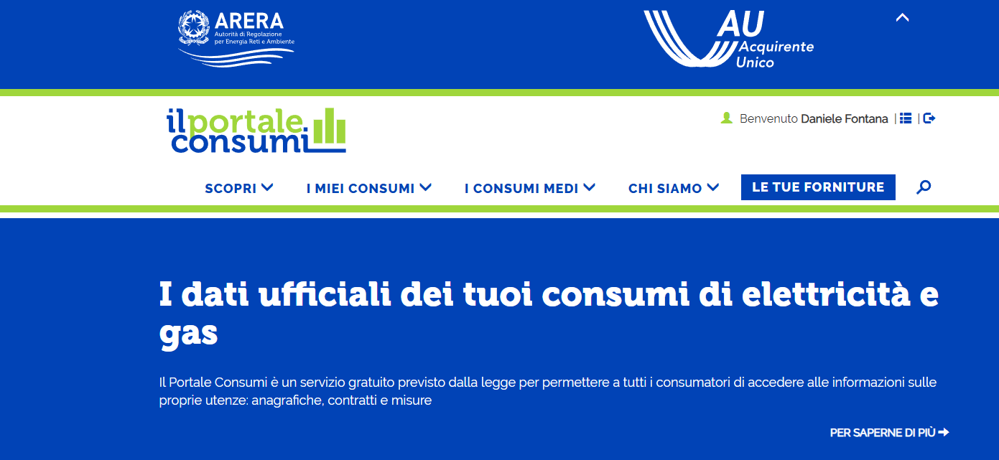 ARERA
Autorità di Regolazione
per Energia Reti e Ambiente
AU
Acquirente
Unico
ilportale
consumi
Benvenuto Daniele Fontana | |
SCOPRI I MIEI CONSUMI I CONSUMI MEDI CHI SIAMO LE TUE FORNITURE
I dati ufficiali dei tuoi consumi di elettricità e
gas
Il Portale Consumi è un servizio gratuito previsto dalla legge per permettere a tutti i consumatori di accedere alle informazioni sulle
proprie utenze: anagrafiche, contratti e misure
PER SAPERNE DI PIÙ